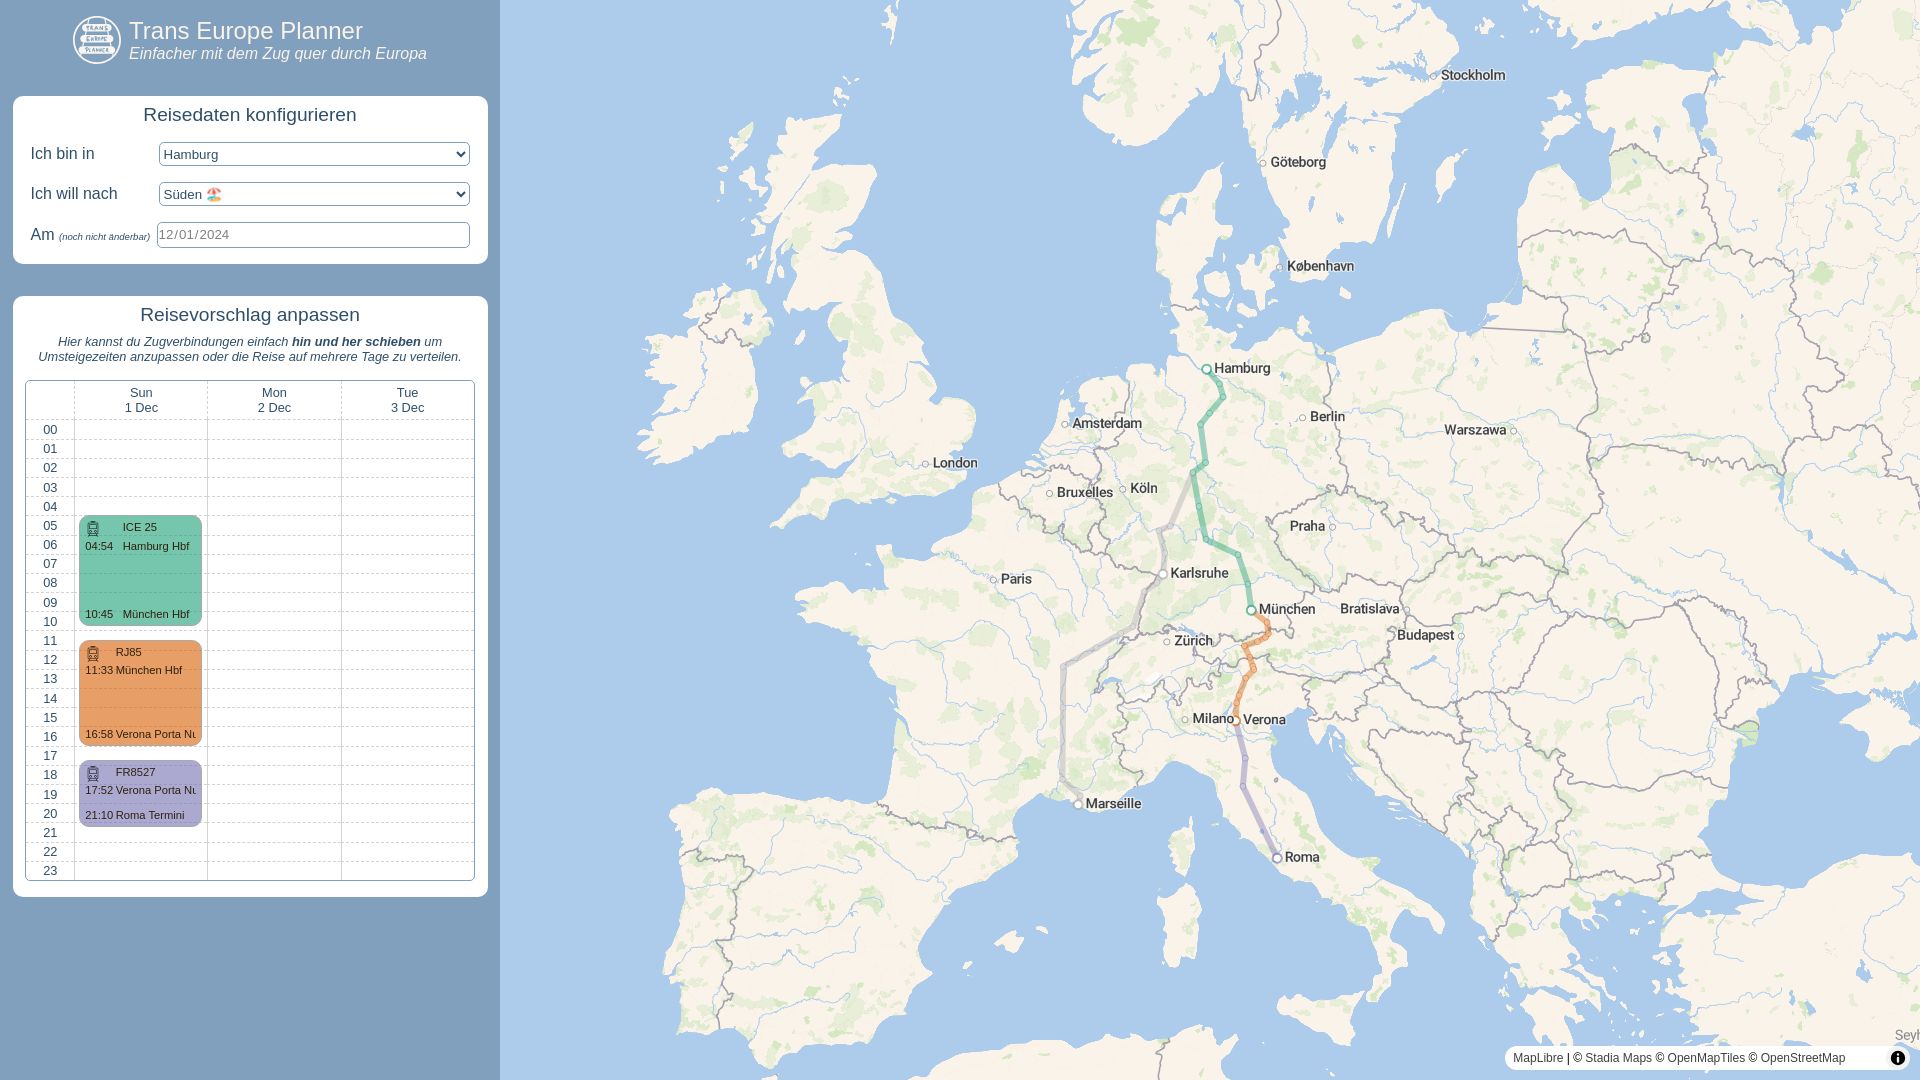 TRANS
EUROPE
PLANNER
Trans Europe Planner
Einfacher mit dem Zug quer durch Europa
Reisedaten konfigurieren
Ich bin in
Hamburg
Ich will nach
Süden 🏖️
Am (noch nicht änderbar)
12/01/2024
Reisevorschlag anpassen
Hier kannst du Zugverbindungen einfach hin und her schieben um
Umsteigezeiten anzupassen oder die Reise auf mehrere Tage zu verteilen.
Sun
1 Dec
Mon
2 Dec
Tue
3 Dec
00
01
02
03
04
05
06
07
08
09
10
11
12
13
14
15
16
17
18
19
20
21
22
23
ICE 25
04:54 Hamburg Hbf
10:45 München Hbf
RJ85
11:33 München Hbf
16:58 Verona Porta Nu
FR8527
17:52 Verona Porta Nu
21:10 Roma Termini
Stockholm
Göteborg
København
Hamburg
Berlin
Amsterdam
Warszawa
London
Bruxelles
Köln
Praha
Karlsruhe
Paris
München
Bratislava
Budapest
Zürich
Milano
Verona
Marseille
Roma
Seyh
MapLibre | © Stadia Maps © OpenMapTiles © OpenStreetMap